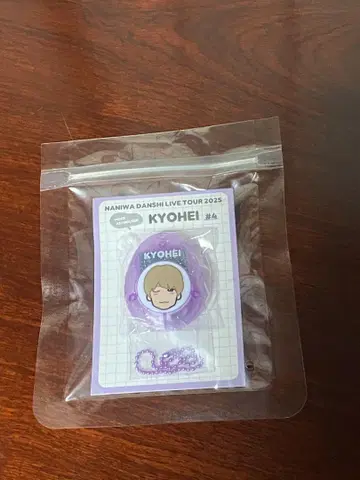 NANIWA DANSHI LIVE TOUR 2025
KYOHEI #4
KYOHEI